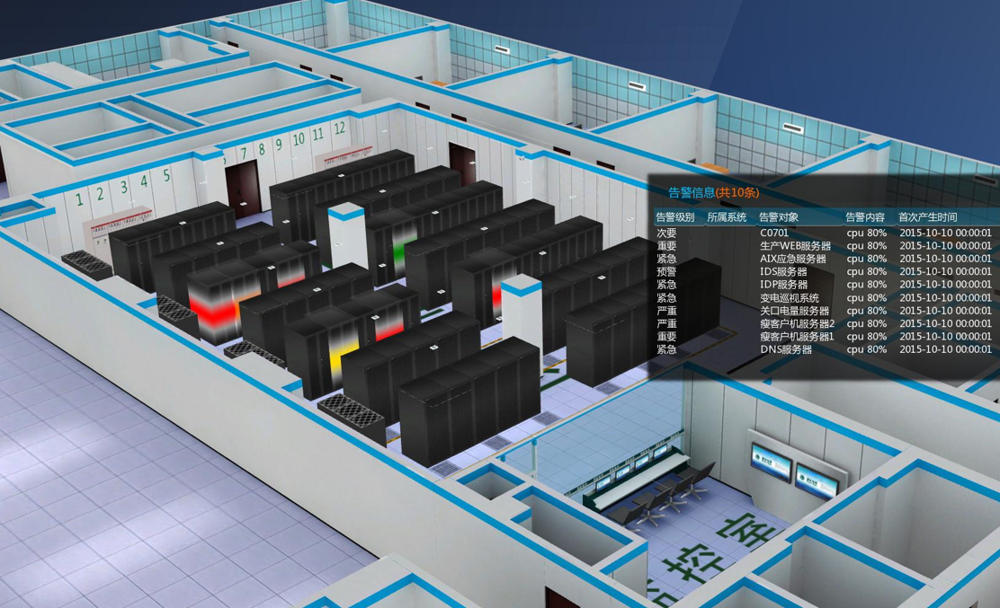 1 2 3 4 5
7 8 9 10 11 12
告警信息(共10条)
告警级别 所属系统 告警对象 告警内容 首次产生时间
次要 C0701 cpu 80% 2015-10-10 00:00:01
重要 生产WEB服务器 cpu 80% 2015-10-10 00:00:01
紧急 AIX应急服务器 cpu 80% 2015-10-10 00:00:01
预警 IDS服务器 cpu 80% 2015-10-10 00:00:01
紧急 IDP服务器 cpu 80% 2015-10-10 00:00:01
紧急 变电巡视系统 cpu 80% 2015-10-10 00:00:01
严重 关口电量服务器 cpu 80% 2015-10-10 00:00:01
严重 瘦客户机服务器2 cpu 80% 2015-10-10 00:00:01
重要 瘦客户机服务器1 cpu 80% 2015-10-10 00:00:01
紧急 DNS服务器 cpu 80% 2015-10-10 00:00:01
控室